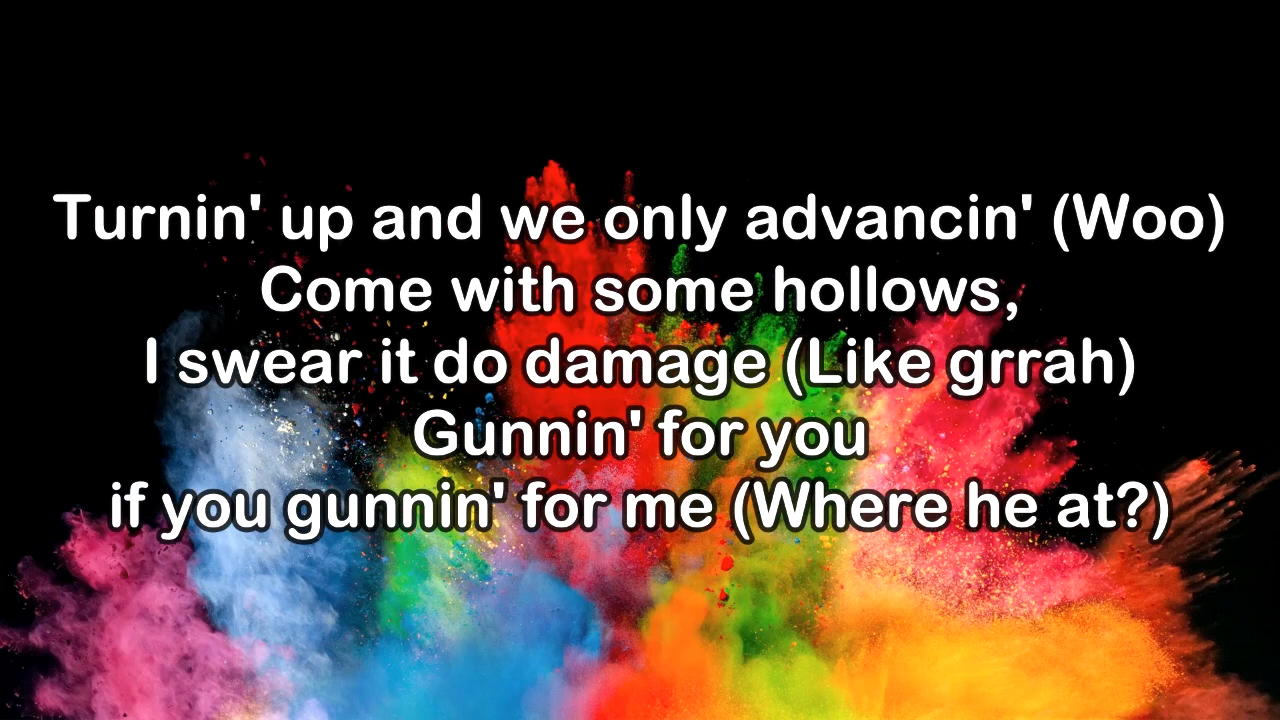 Turnin' up and we only advancin' (Woo)
Come with some hollows,
I swear it do damage (Like grrah)
Gunnin' for you
if you gunnin' for me (Where he at?)